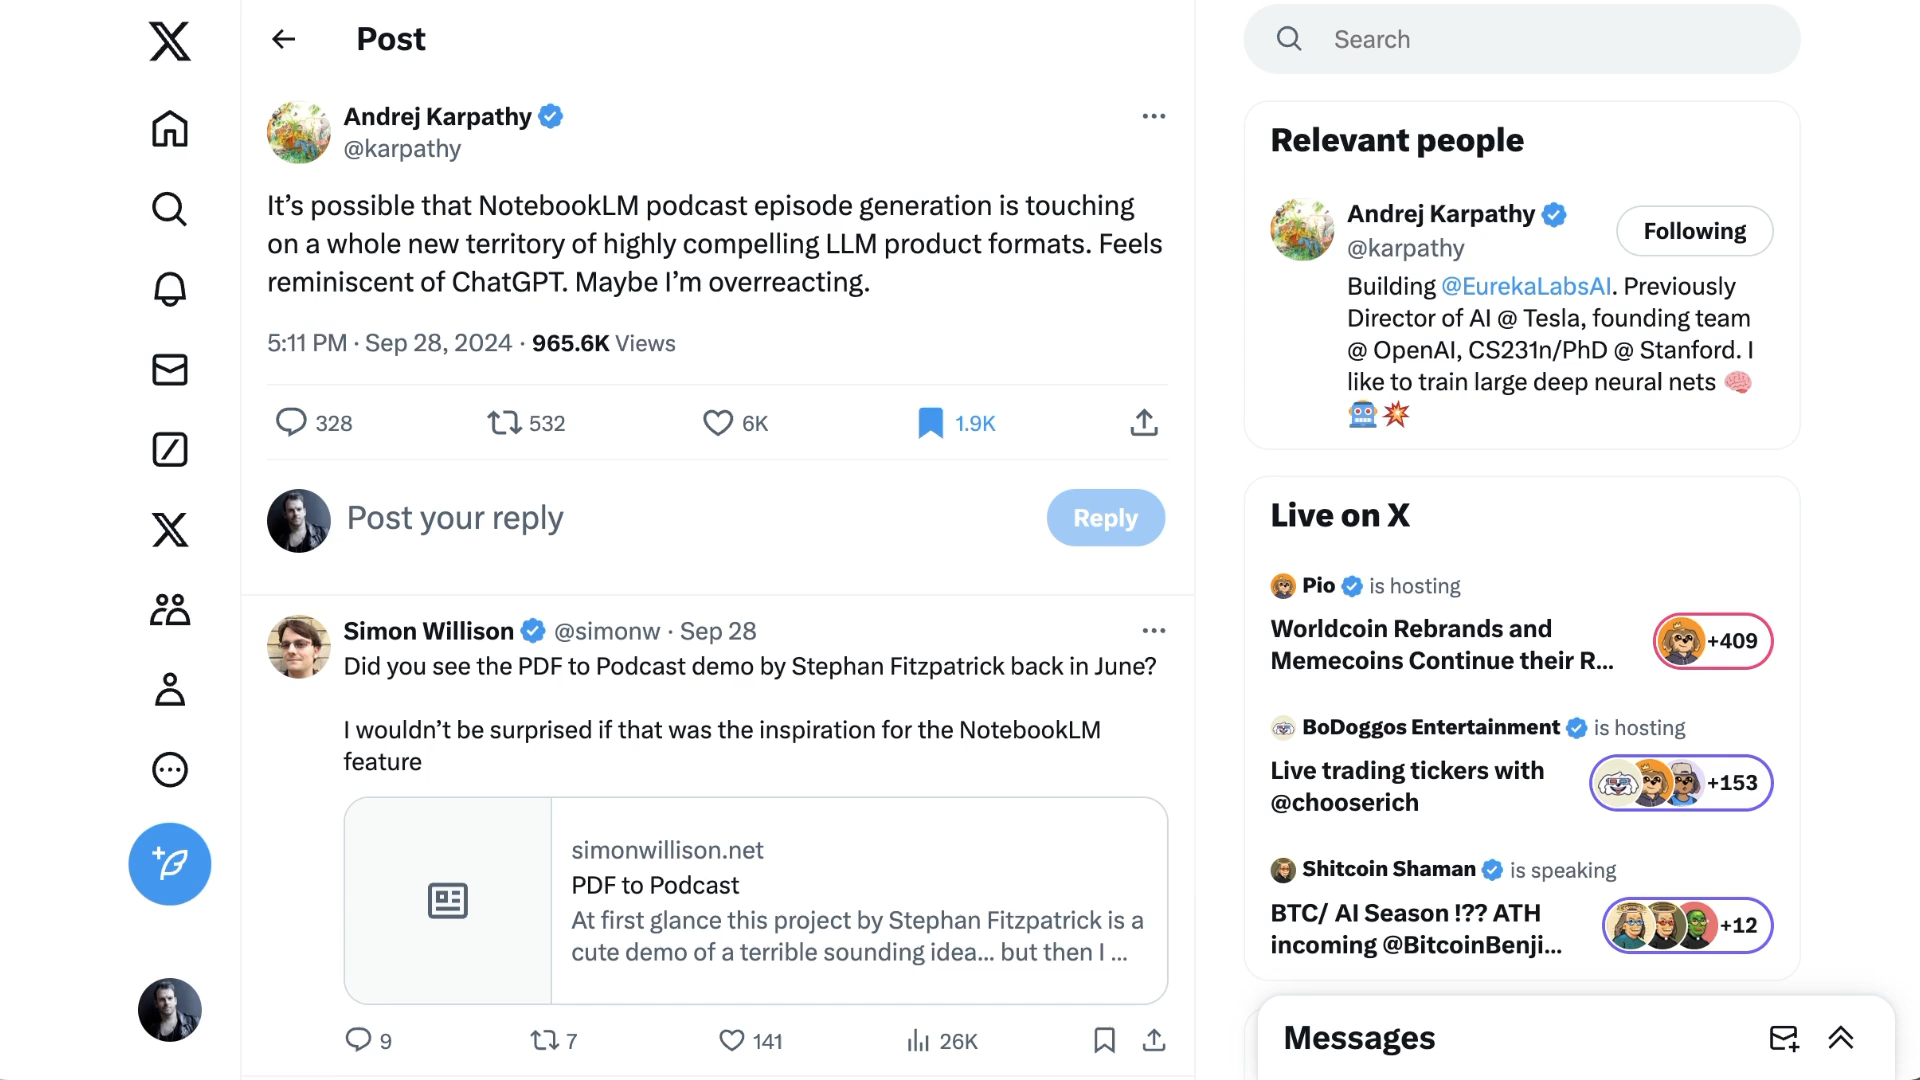 Post
Andrej Karpathy
@karpathy
It’s possible that NotebookLM podcast episode generation is touching
on a whole new territory of highly compelling LLM product formats. Feels
reminiscent of ChatGPT. Maybe I’m overreacting.
5:11 PM · Sep 28, 2024 · 965.6K Views
328 532 6K 1.9K
Post your reply
Reply
Simon Willison @simonw · Sep 28
Did you see the PDF to Podcast demo by Stephan Fitzpatrick back in June?
I wouldn’t be surprised if that was the inspiration for the NotebookLM
feature
simonwillison.net
PDF to Podcast
At first glance this project by Stephan Fitzpatrick is a
cute demo of a terrible sounding idea... but then I ...
9 7 141 26K
Search
Relevant people
Andrej Karpathy
@karpathy
Following
Building @EurekaLabsAI. Previously
Director of AI @ Tesla, founding team
@ OpenAI, CS231n/PhD @ Stanford. I
like to train large deep neural nets 🧠
🤖💥
Live on X
Pio is hosting
Worldcoin Rebrands and
Memecoins Continue their R...
+409
BoDoggos Entertainment is hosting
Live trading tickers with
@chooserich
+153
Shitcoin Shaman is speaking
BTC/ AI Season !?? ATH
incoming @BitcoinBenji...
+12
Messages